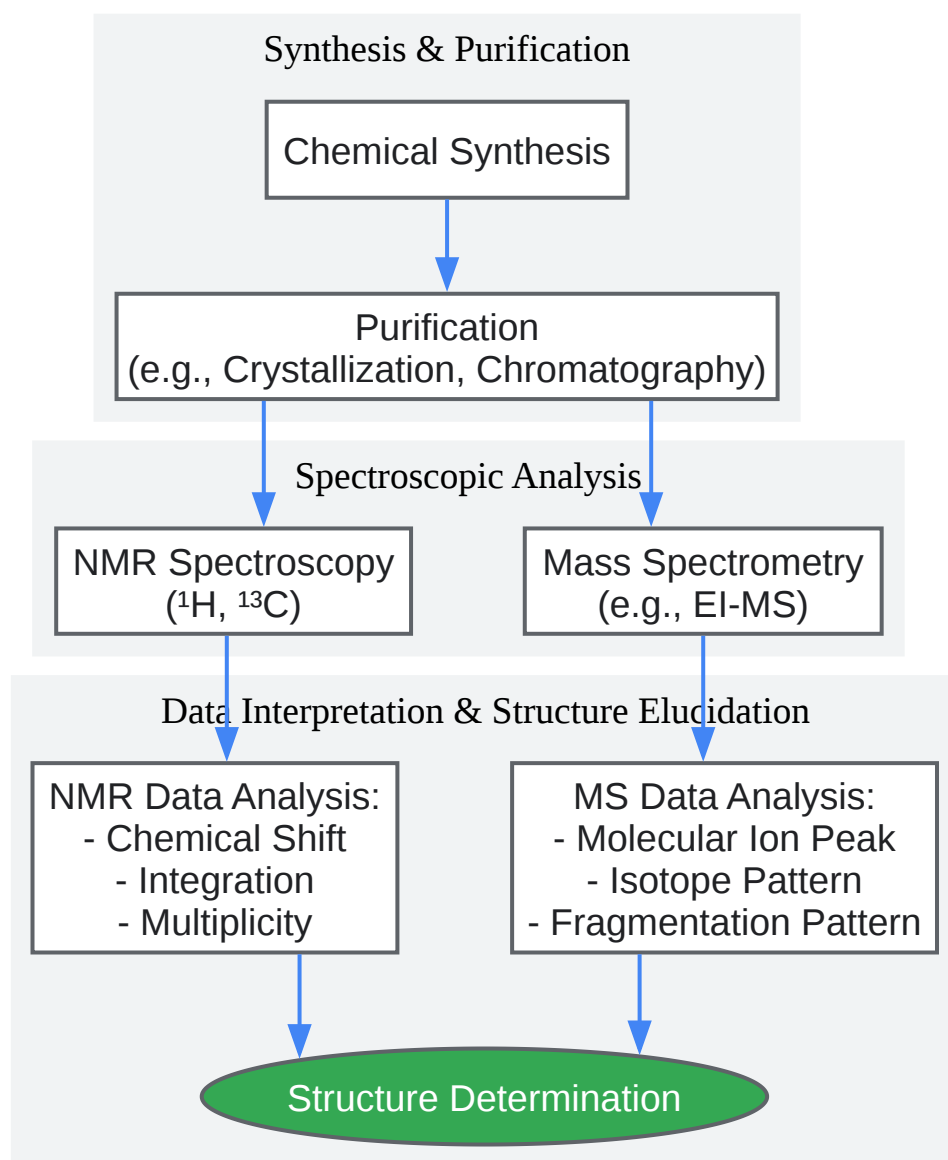 Synthesis & Purification
Chemical Synthesis
Purification
(e.g., Crystallization, Chromatography)
Spectroscopic Analysis
NMR Spectroscopy
(¹H, ¹³C)
Mass Spectrometry
(e.g., EI-MS)
Data Interpretation & Structure Elucidation
NMR Data Analysis:
- Chemical Shift
- Integration
- Multiplicity
MS Data Analysis:
- Molecular Ion Peak
- Isotope Pattern
- Fragmentation Pattern
Structure Determination